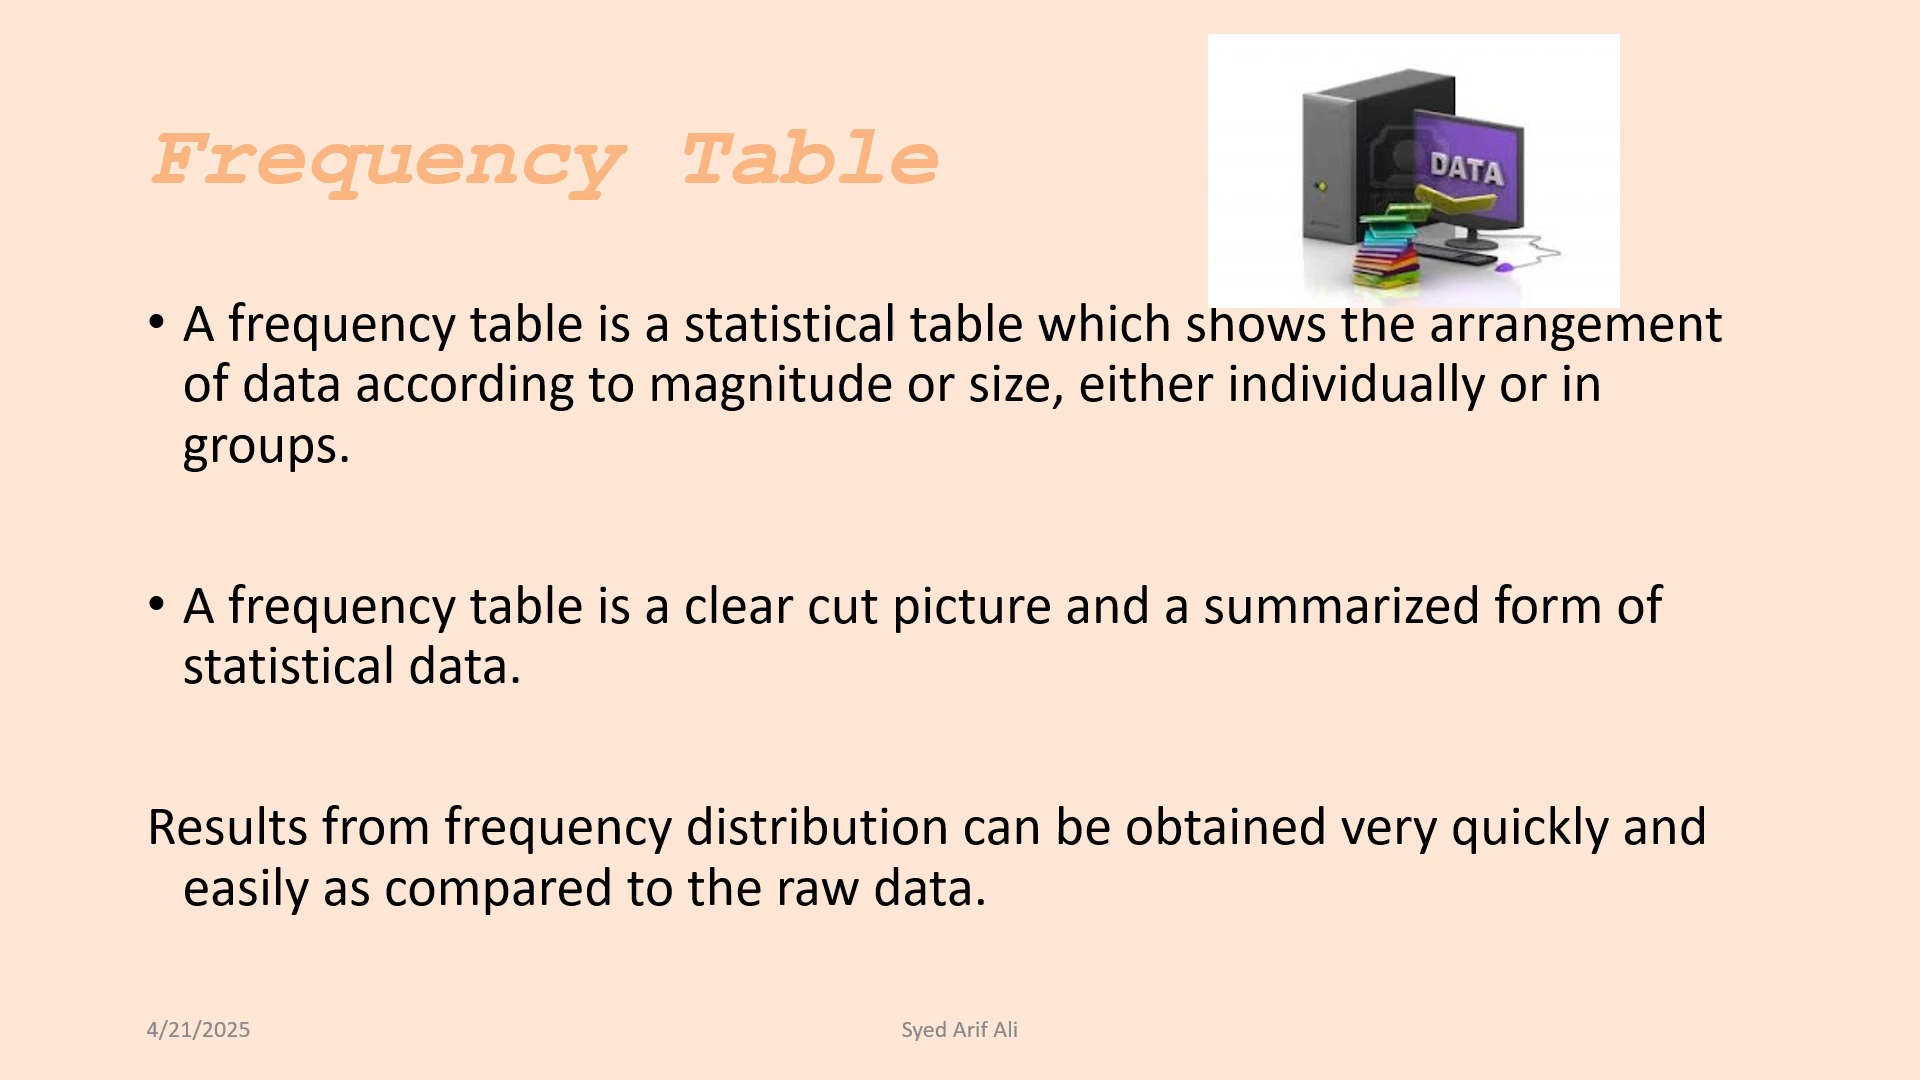 DATA
Frequency Table
• A frequency table is a statistical table which shows the arrangement
of data according to magnitude or size, either individually or in
groups.
• A frequency table is a clear cut picture and a summarized form of
statistical data.
Results from frequency distribution can be obtained very quickly and
easily as compared to the raw data.
4/21/2025
Syed Arif Ali